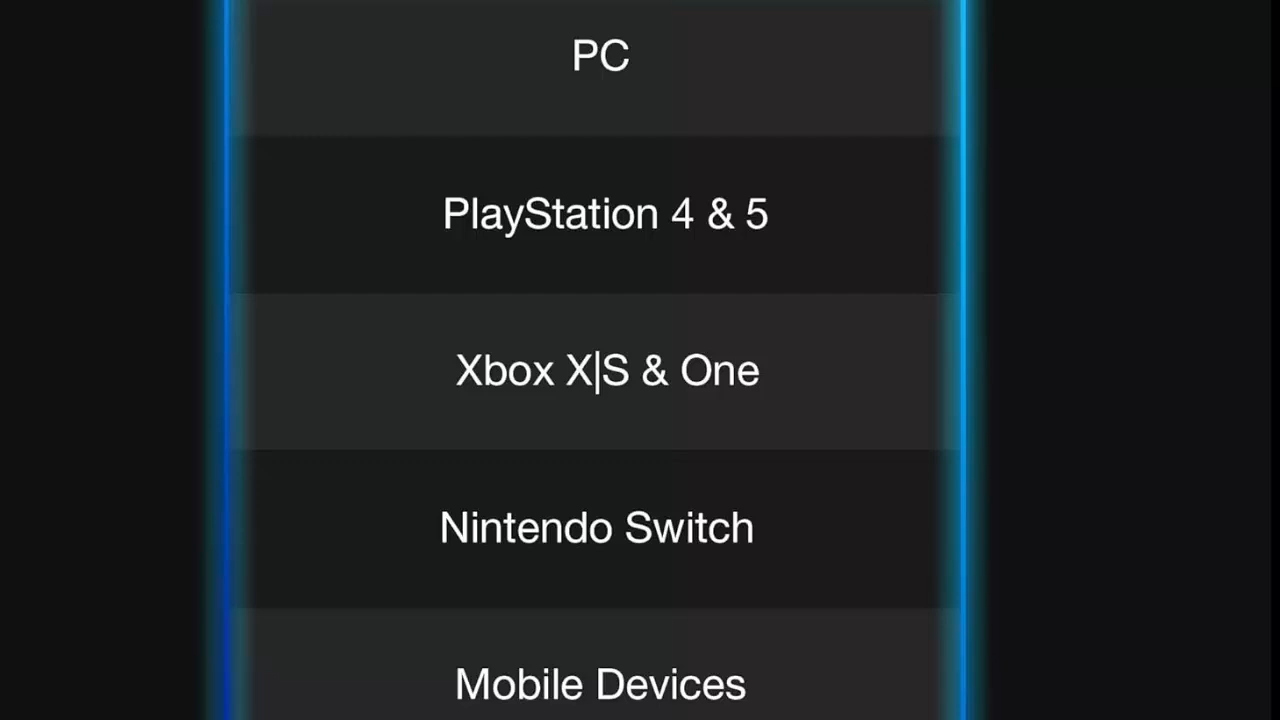 PC
PlayStation 4 & 5
Xbox X|S & One
Nintendo Switch
Mobile Devices